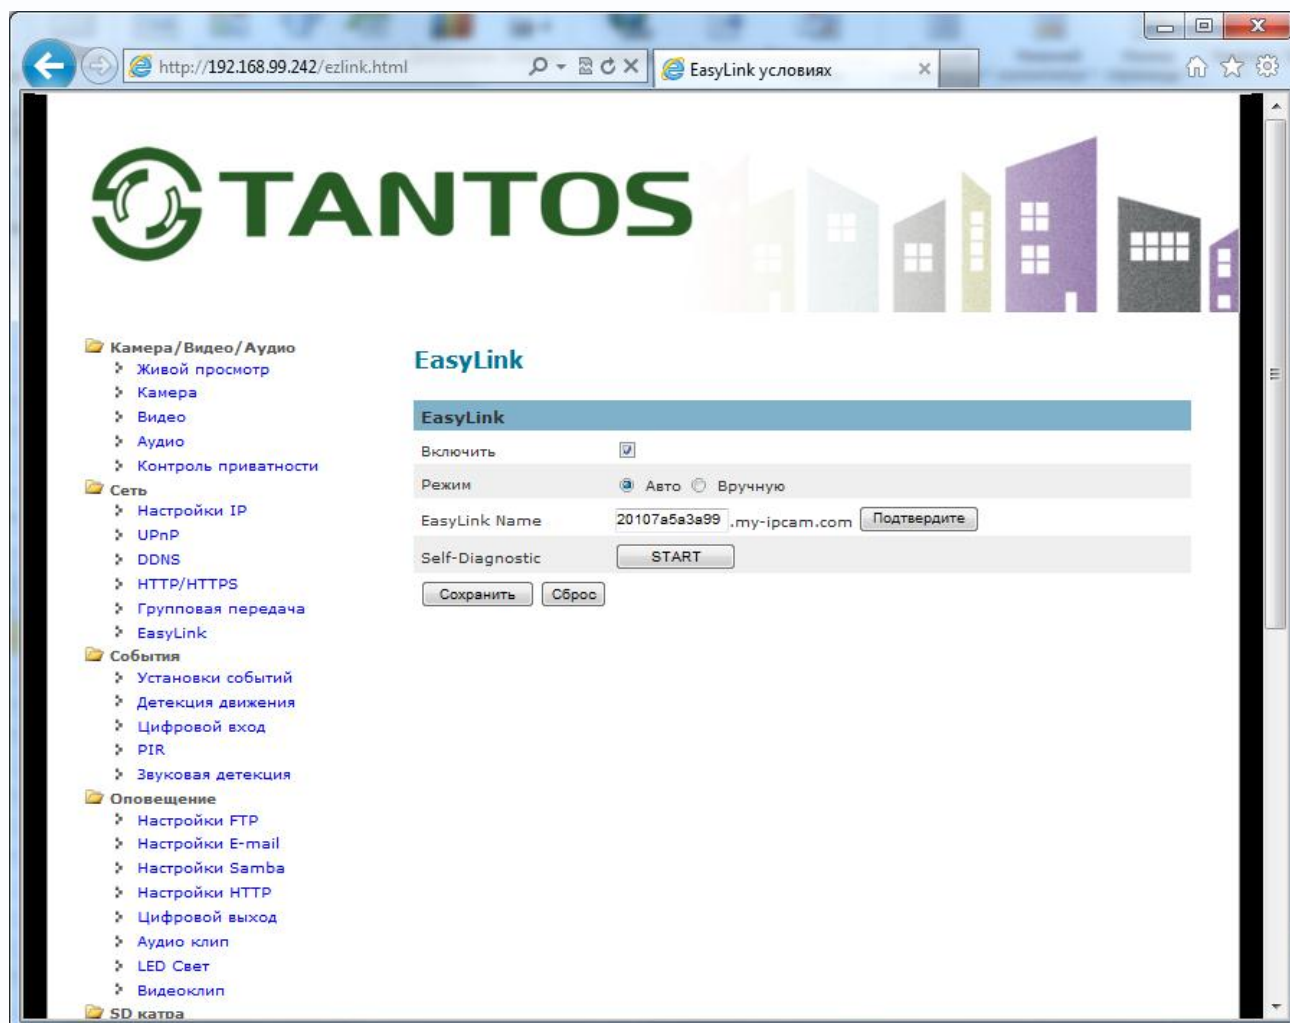 http://192.168.99.242/ezlink.html
EasyLink условиях
TANTOS
Камера/Видео/Аудио
Живой просмотр
Камера
Видео
Аудио
Контроль приватности
Сеть
Настройки IP
UPnP
DDNS
HTTP/HTTPS
Групповая передача
EasyLink
События
Установки событий
Детекция движения
Цифровой вход
PIR
Звуковая детекция
Оповещение
Настройки FTP
Настройки E-mail
Настройки Samba
Настройки HTTP
Цифровой выход
Аудио клип
LED Свет
Видеоклип
SD катра
EasyLink
EasyLink
Включить
Режим Авто Вручную
EasyLink Name 20107a5a3a99 .my-ipcam.com Подтвердите
Self-Diagnostic START
Сохранить Сброс